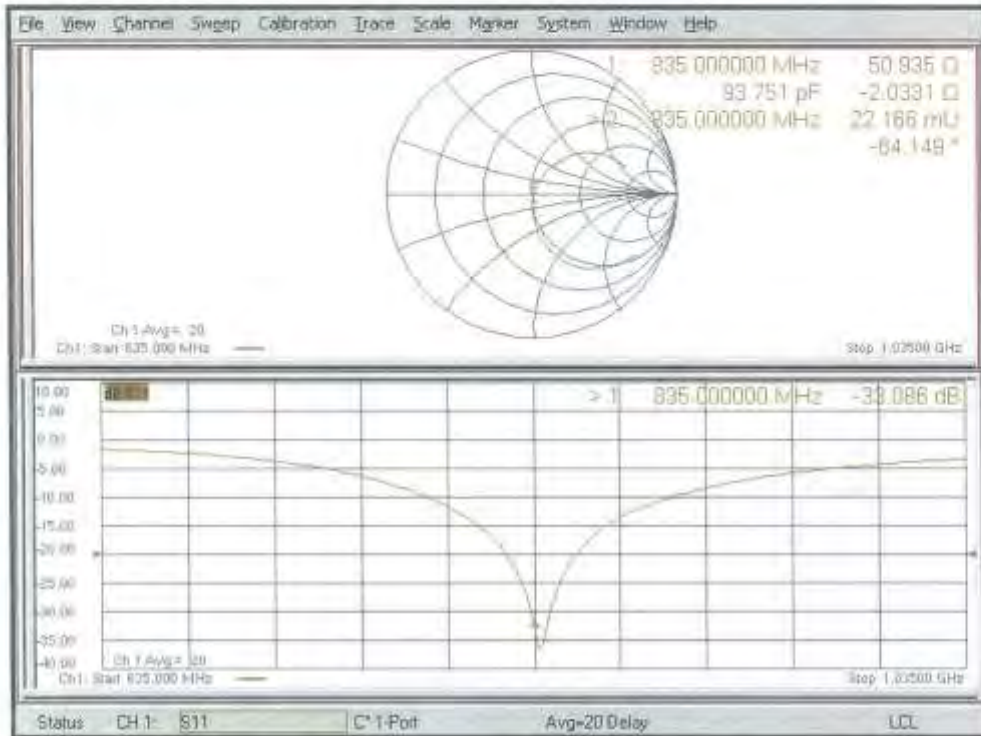 File View Channel Sweep Calibration Trace Scale Marker System Window Help
1 835.000000 MHz 50.935 Ω
93.751 pF -2.0331 Ω
> 2 835.000000 MHz 22.166 mU
-64.149 °
Ch 1 Avg = 20
Ch1: Start 635.000 MHz
Stop 1.03500 GHz
10.00
5.00
0.00
-5.00
-10.00
-15.00
-20.00
-25.00
-30.00
-35.00
-40.00
> 1 835.000000 MHz -33.086 dB
Ch 1 Avg = 20
Ch1: Start 635.000 MHz
Stop 1.03500 GHz
Status CH 1: S11 C* 1-Port Avg=20 Delay LCL